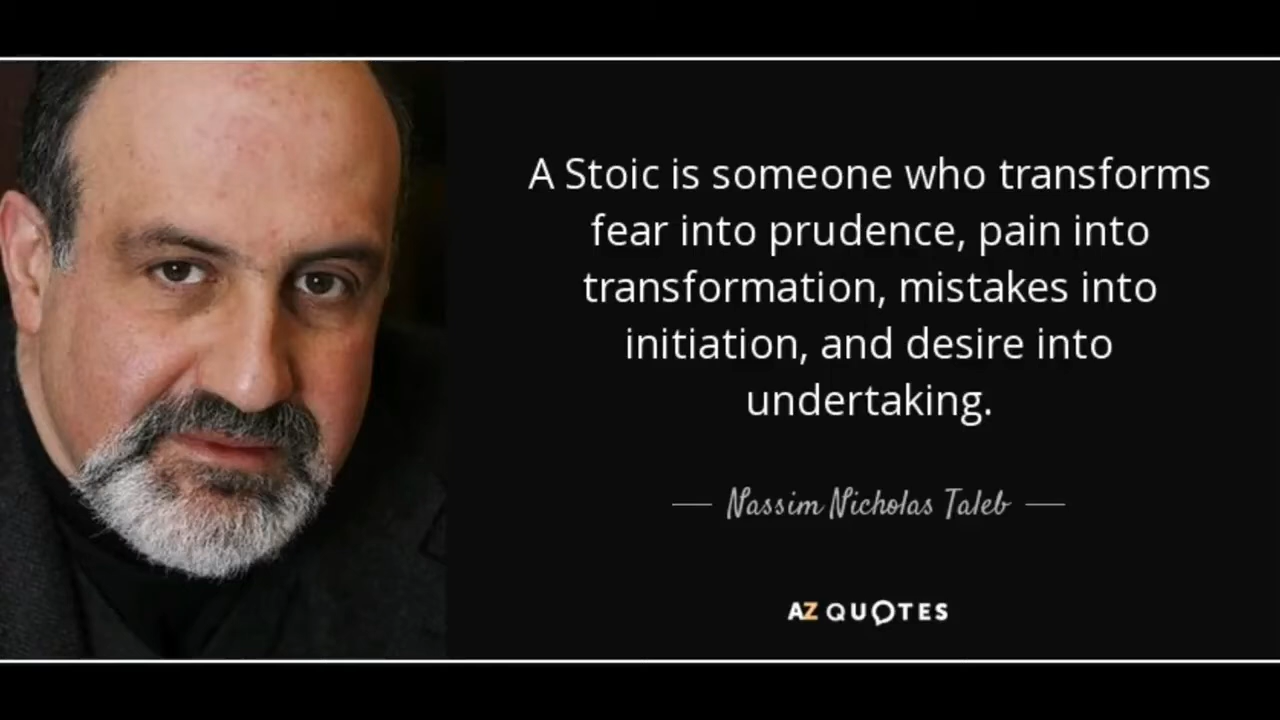 A Stoic is someone who transforms
fear into prudence, pain into
transformation, mistakes into
initiation, and desire into
undertaking.
Nassim Nicholas Taleb
AZ QUOTES